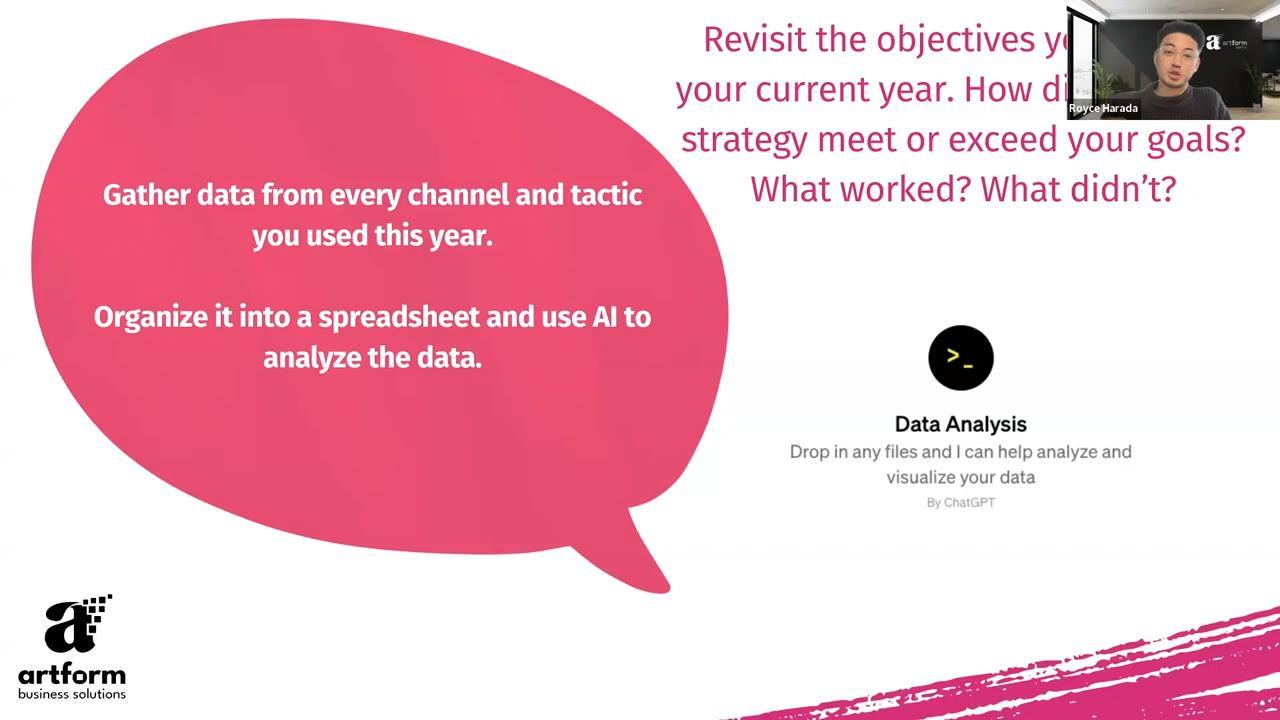 Revisit the objectives
your current year. How
strategy meet or exceed your goals?
What worked? What didn't?
Royce Harada
a artform
Gather data from every channel and tactic
you used this year.
Organize it into a spreadsheet and use AI to
analyze the data.
>_
Data Analysis
Drop in any files and I can help analyze and
visualize your data
By ChatGPT
a
artform
business solutions